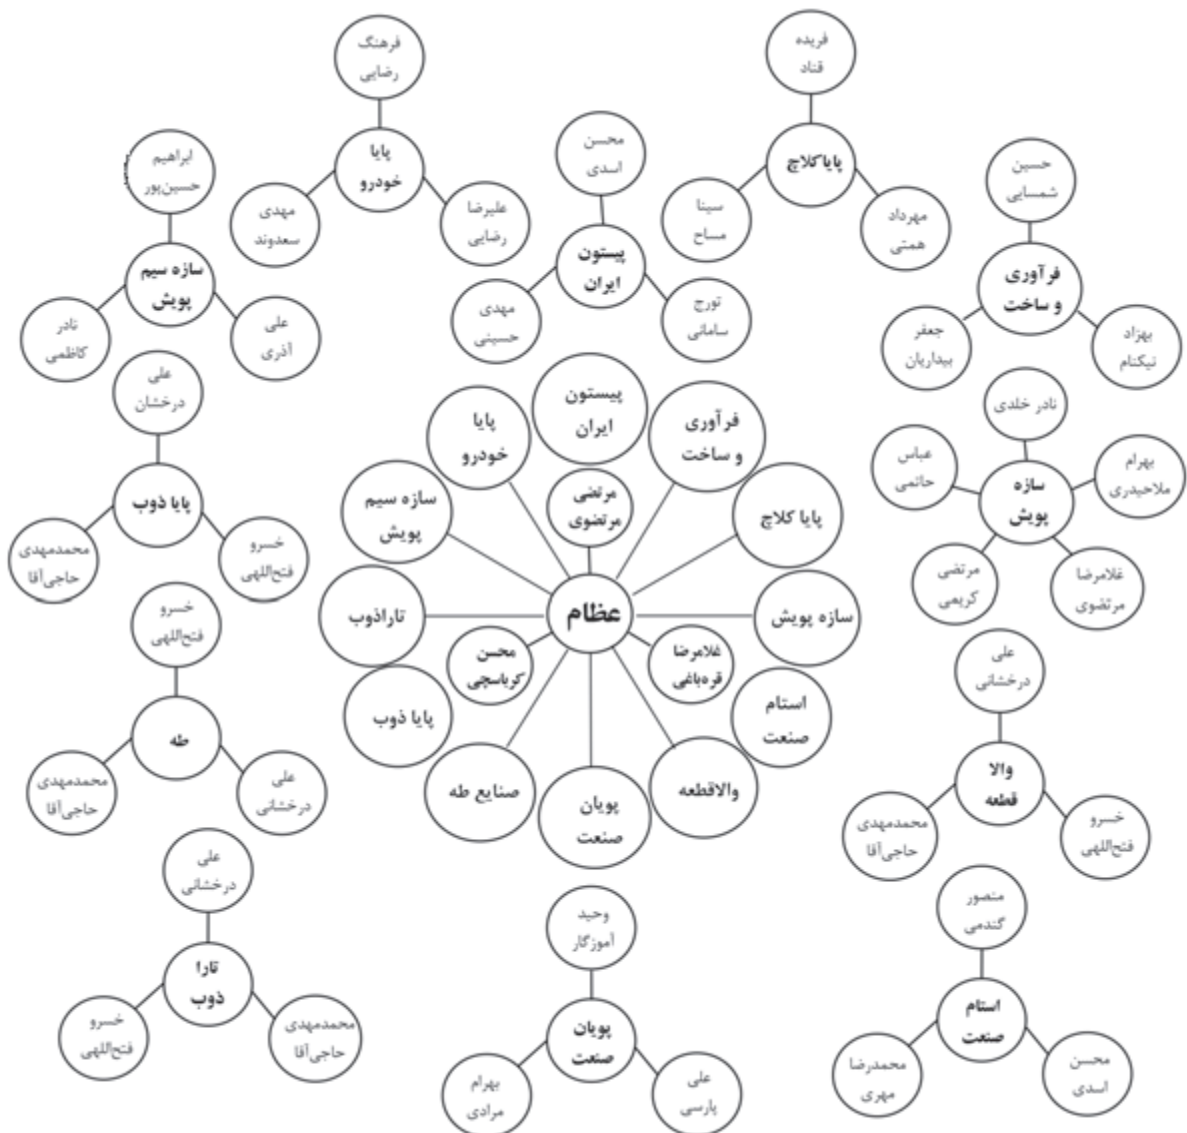 فرهنگ
رضایی
پایا
خودرو
مهدی
سعدوند
علیرضا
رضایی
فریده
قناد
پایاکلاچ
سینا
مساح
مهرداد
همتی
محسن
اسدی
پیستون
ایران
مهدی
حسینی
تورج
سامانی
ابراهیم
حسین‌پور
سازه سیم
پویش
نادر
کاظمی
علی
آذری
حسین
شمسایی
فرآوری
و ساخت
جعفر
بیداریان
بهزاد
نیکنام
علی
درخشان
پایا ذوب
محمدمهدی
حاجی‌آقا
خسرو
فتح‌اللهی
نادر خلدی
عباس
حاتمی
بهرام
ملاحیدری
سازه
پویش
مرتضی
کریمی
غلامرضا
مرتضوی
پیستون
ایران
پایا
خودرو
فرآوری
و ساخت
سازه سیم
پویش
مرتضی
مرتضوی
پایا کلاچ
تاراذوب
عظام
سازه پویش
محسن
کرباسچی
غلامرضا
قره‌باغی
پایا ذوب
استام
صنعت
صنایع طه
پویان
صنعت
والاقطعه
خسرو
فتح‌اللهی
طه
محمدمهدی
حاجی‌آقا
علی
درخشانی
علی
درخشانی
والا
قطعه
محمدمهدی
حاجی‌آقا
خسرو
فتح‌اللهی
علی
درخشانی
تارا
ذوب
خسرو
فتح‌اللهی
محمدمهدی
حاجی‌آقا
وحید
آموزگار
پویان
صنعت
بهرام
مرادی
علی
پارسی
منصور
گندمی
استام
صنعت
محمدرضا
مهری
محسن
اسدی